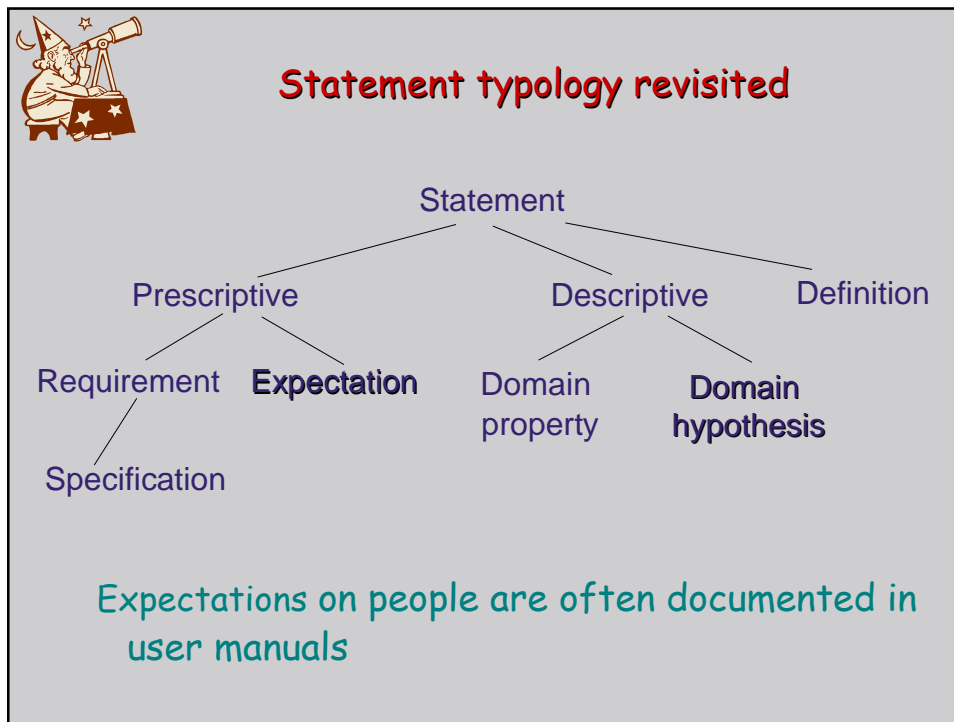 Statement typology revisited
Statement
Prescriptive
Descriptive
Definition
Requirement
Expectation
Domain
property
Domain
hypothesis
Specification
Expectations on people are often documented in
user manuals